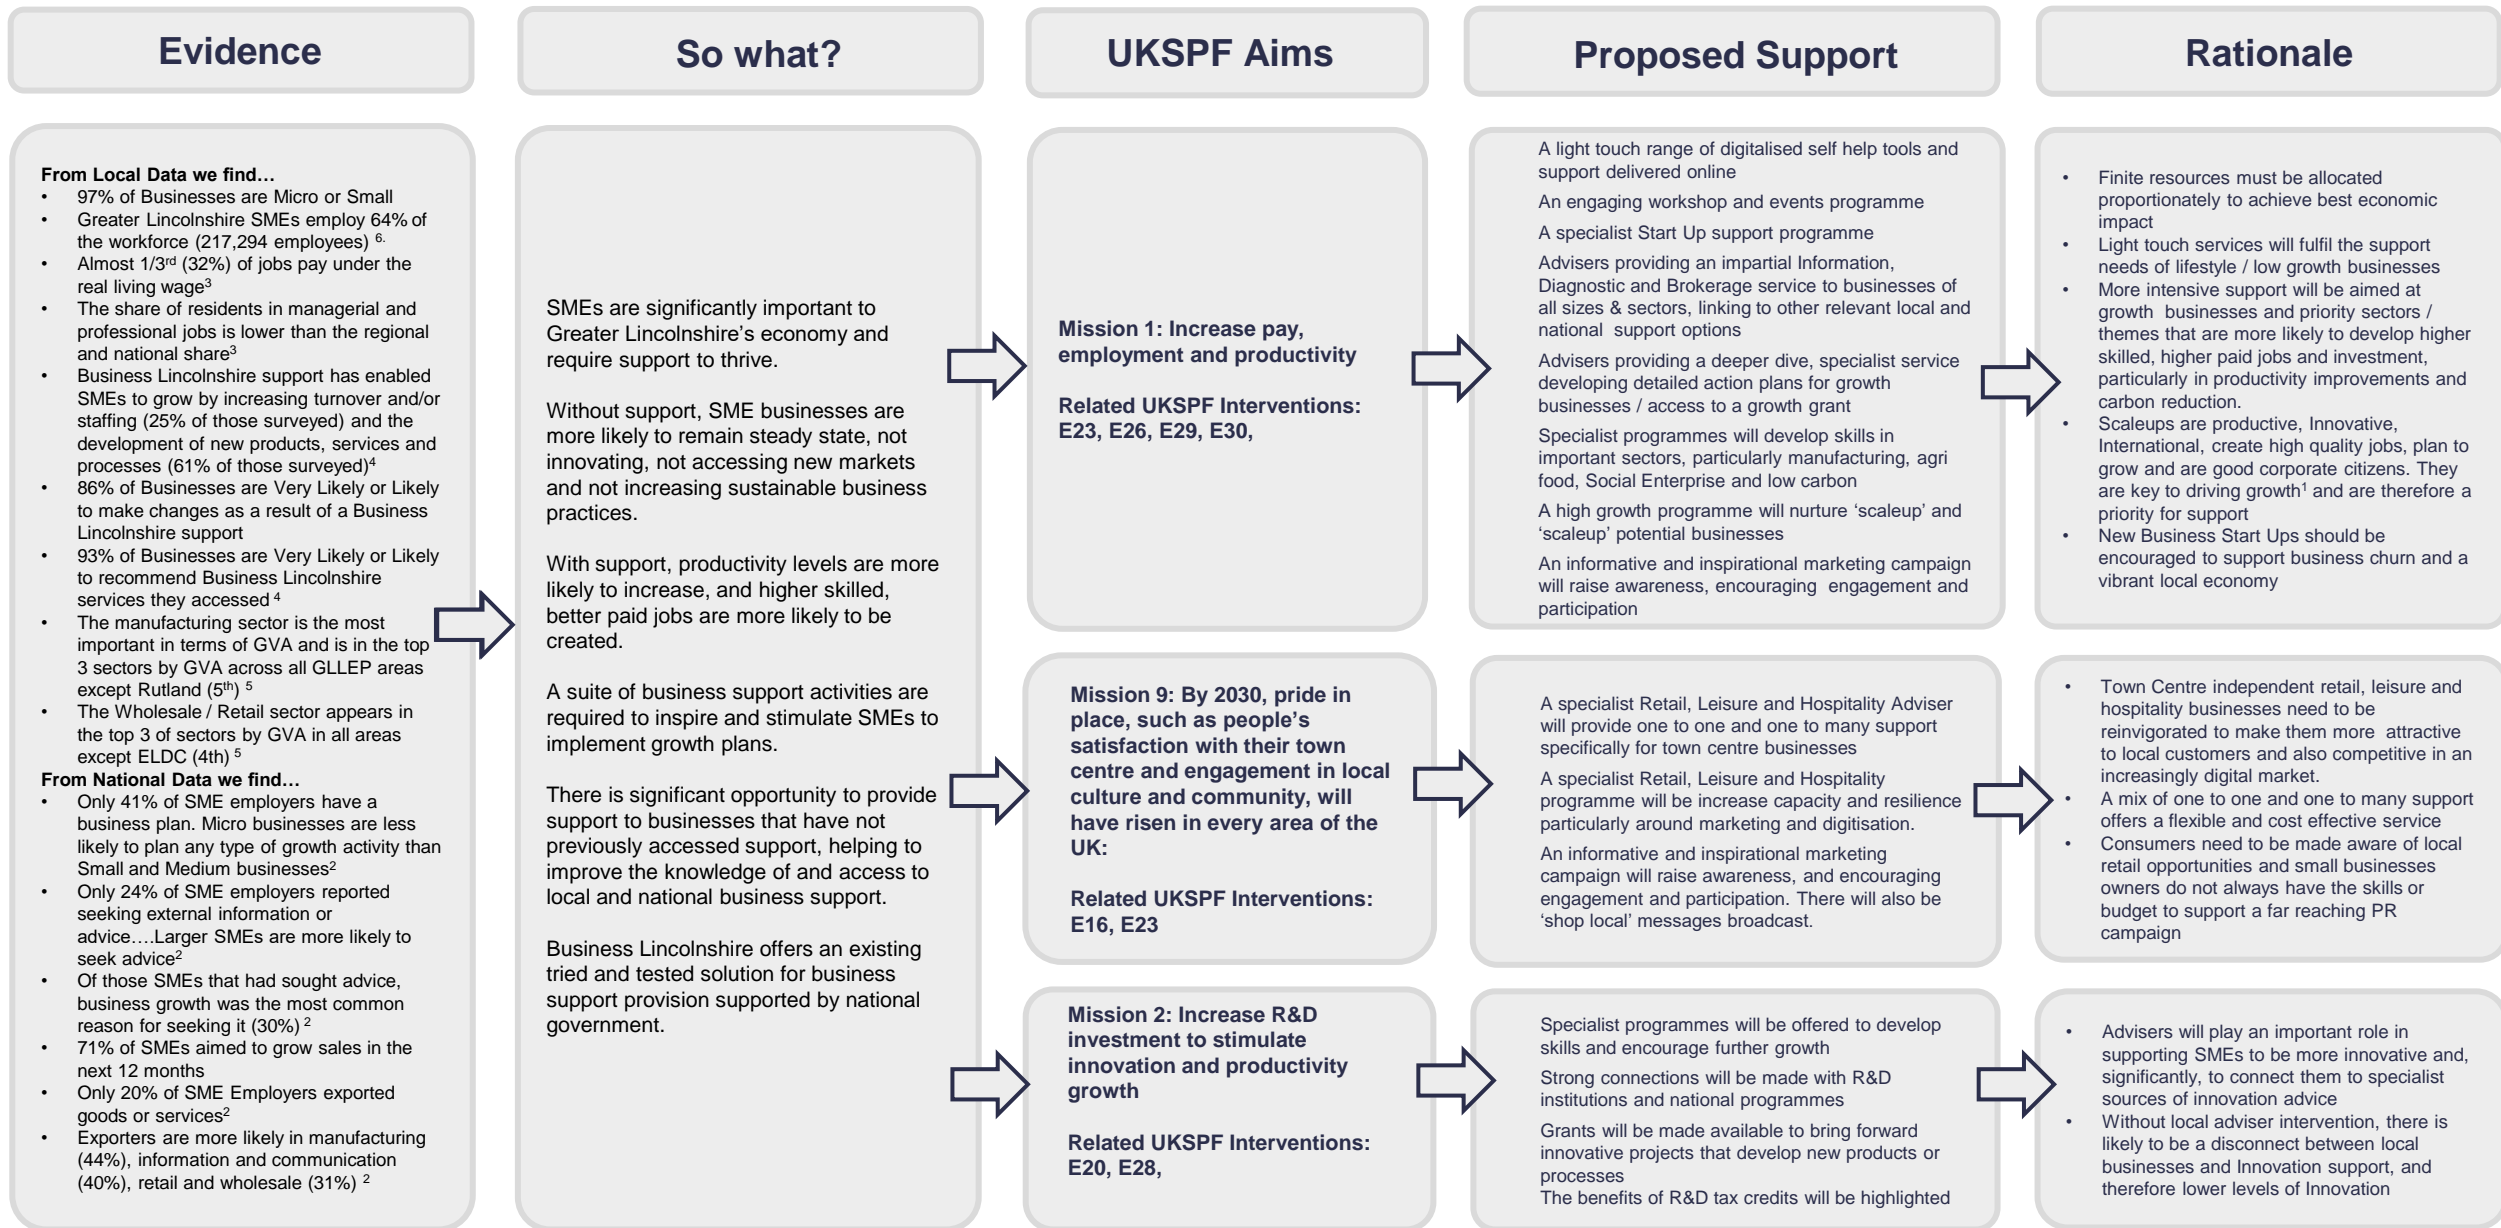 Evidence
So what?
UKSPF Aims
Proposed Support
Rationale
From Local Data we find…
• 97% of Businesses are Micro or Small
• Greater Lincolnshire SMEs employ 64% of
the workforce (217,294 employees) 6.
• Almost 1/3rd (32%) of jobs pay under the
real living wage3
• The share of residents in managerial and
professional jobs is lower than the regional
and national share3
• Business Lincolnshire support has enabled
SMEs to grow by increasing turnover and/or
staffing (25% of those surveyed) and the
development of new products, services and
processes (61% of those surveyed)4
• 86% of Businesses are Very Likely or Likely
to make changes as a result of a Business
Lincolnshire support
• 93% of Businesses are Very Likely or Likely
to recommend Business Lincolnshire
services they accessed 4
• The manufacturing sector is the most
important in terms of GVA and is in the top
3 sectors by GVA across all GLLEP areas
except Rutland (5th) 5
• The Wholesale / Retail sector appears in
the top 3 of sectors by GVA in all areas
except ELDC (4th) 5
From National Data we find…
• Only 41% of SME employers have a
business plan. Micro businesses are less
likely to plan any type of growth activity than
Small and Medium businesses2
• Only 24% of SME employers reported
seeking external information or
advice….Larger SMEs are more likely to
seek advice2
• Of those SMEs that had sought advice,
business growth was the most common
reason for seeking it (30%) 2
• 71% of SMEs aimed to grow sales in the
next 12 months
• Only 20% of SME Employers exported
goods or services2
• Exporters are more likely in manufacturing
(44%), information and communication
(40%), retail and wholesale (31%) 2
SMEs are significantly important to
Greater Lincolnshire’s economy and
require support to thrive.
Without support, SME businesses are
more likely to remain steady state, not
innovating, not accessing new markets
and not increasing sustainable business
practices.
With support, productivity levels are more
likely to increase, and higher skilled,
better paid jobs are more likely to be
created.
A suite of business support activities are
required to inspire and stimulate SMEs to
implement growth plans.
There is significant opportunity to provide
support to businesses that have not
previously accessed support, helping to
improve the knowledge of and access to
local and national business support.
Business Lincolnshire offers an existing
tried and tested solution for business
support provision supported by national
government.
Mission 1: Increase pay,
employment and productivity
Related UKSPF Interventions:
E23, E26, E29, E30,
A light touch range of digitalised self help tools and
support delivered online
An engaging workshop and events programme
A specialist Start Up support programme
Advisers providing an impartial Information,
Diagnostic and Brokerage service to businesses of
all sizes & sectors, linking to other relevant local and
national support options
Advisers providing a deeper dive, specialist service
developing detailed action plans for growth
businesses / access to a growth grant
Specialist programmes will develop skills in
important sectors, particularly manufacturing, agri
food, Social Enterprise and low carbon
A high growth programme will nurture ‘scaleup’ and
‘scaleup’ potential businesses
An informative and inspirational marketing campaign
will raise awareness, encouraging engagement and
participation
• Finite resources must be allocated
proportionately to achieve best economic
impact
• Light touch services will fulfil the support
needs of lifestyle / low growth businesses
• More intensive support will be aimed at
growth businesses and priority sectors /
themes that are more likely to develop higher
skilled, higher paid jobs and investment,
particularly in productivity improvements and
carbon reduction.
• Scaleups are productive, Innovative,
International, create high quality jobs, plan to
grow and are good corporate citizens. They
are key to driving growth1 and are therefore a
priority for support
• New Business Start Ups should be
encouraged to support business churn and a
vibrant local economy
Mission 9: By 2030, pride in
place, such as people’s
satisfaction with their town
centre and engagement in local
culture and community, will
have risen in every area of the
UK:
Related UKSPF Interventions:
E16, E23
A specialist Retail, Leisure and Hospitality Adviser
will provide one to one and one to many support
specifically for town centre businesses
A specialist Retail, Leisure and Hospitality
programme will be increase capacity and resilience
particularly around marketing and digitisation.
An informative and inspirational marketing
campaign will raise awareness, and encouraging
engagement and participation. There will also be
‘shop local’ messages broadcast.
• Town Centre independent retail, leisure and
hospitality businesses need to be
reinvigorated to make them more attractive
to local customers and also competitive in an
increasingly digital market.
• A mix of one to one and one to many support
offers a flexible and cost effective service
• Consumers need to be made aware of local
retail opportunities and small businesses
owners do not always have the skills or
budget to support a far reaching PR
campaign
Mission 2: Increase R&D
investment to stimulate
innovation and productivity
growth
Related UKSPF Interventions:
E20, E28,
Specialist programmes will be offered to develop
skills and encourage further growth
Strong connections will be made with R&D
institutions and national programmes
Grants will be made available to bring forward
innovative projects that develop new products or
processes
The benefits of R&D tax credits will be highlighted
• Advisers will play an important role in
supporting SMEs to be more innovative and,
significantly, to connect them to specialist
sources of innovation advice
• Without local adviser intervention, there is
likely to be a disconnect between local
businesses and Innovation support, and
therefore lower levels of Innovation